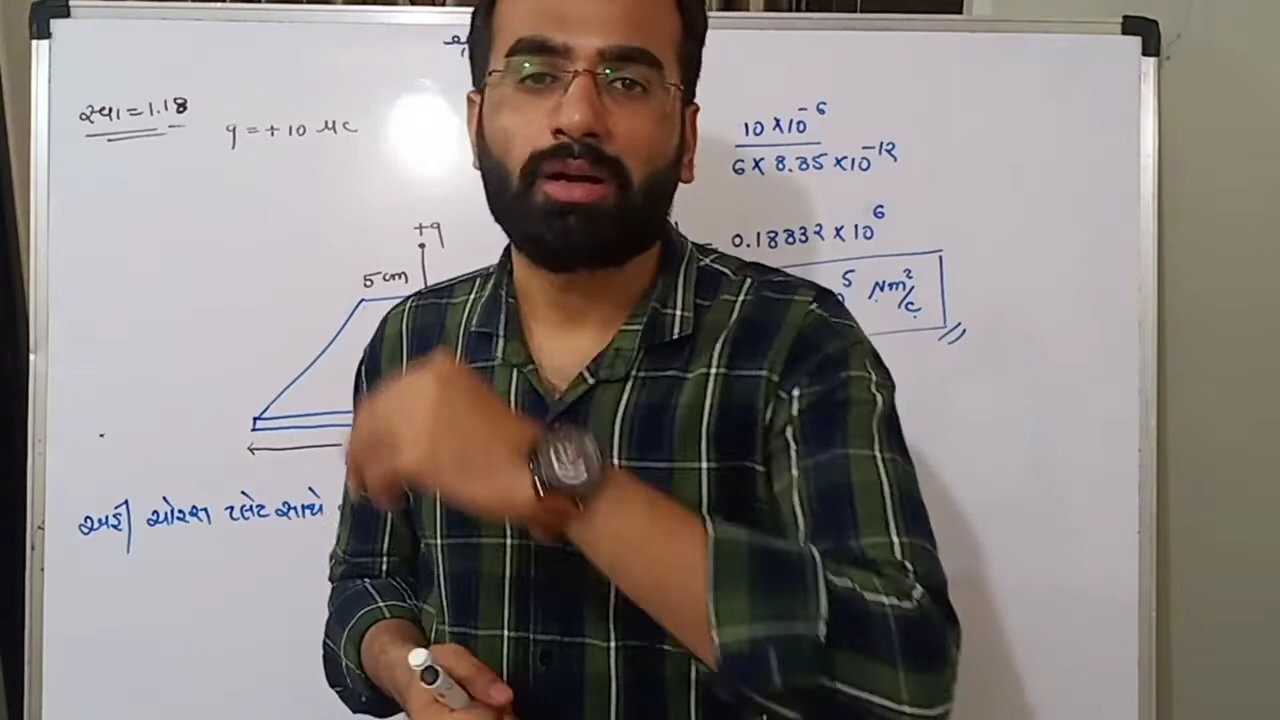 સ્વા = 1.18
q = + 10 μC
+q
5 cm
અહીં ચોરસ પ્લેટ સાથે
10 × 10⁻⁶
6 × 8.85 × 10⁻¹²
= 0.18832 × 10⁶
⁵ Nm²/C